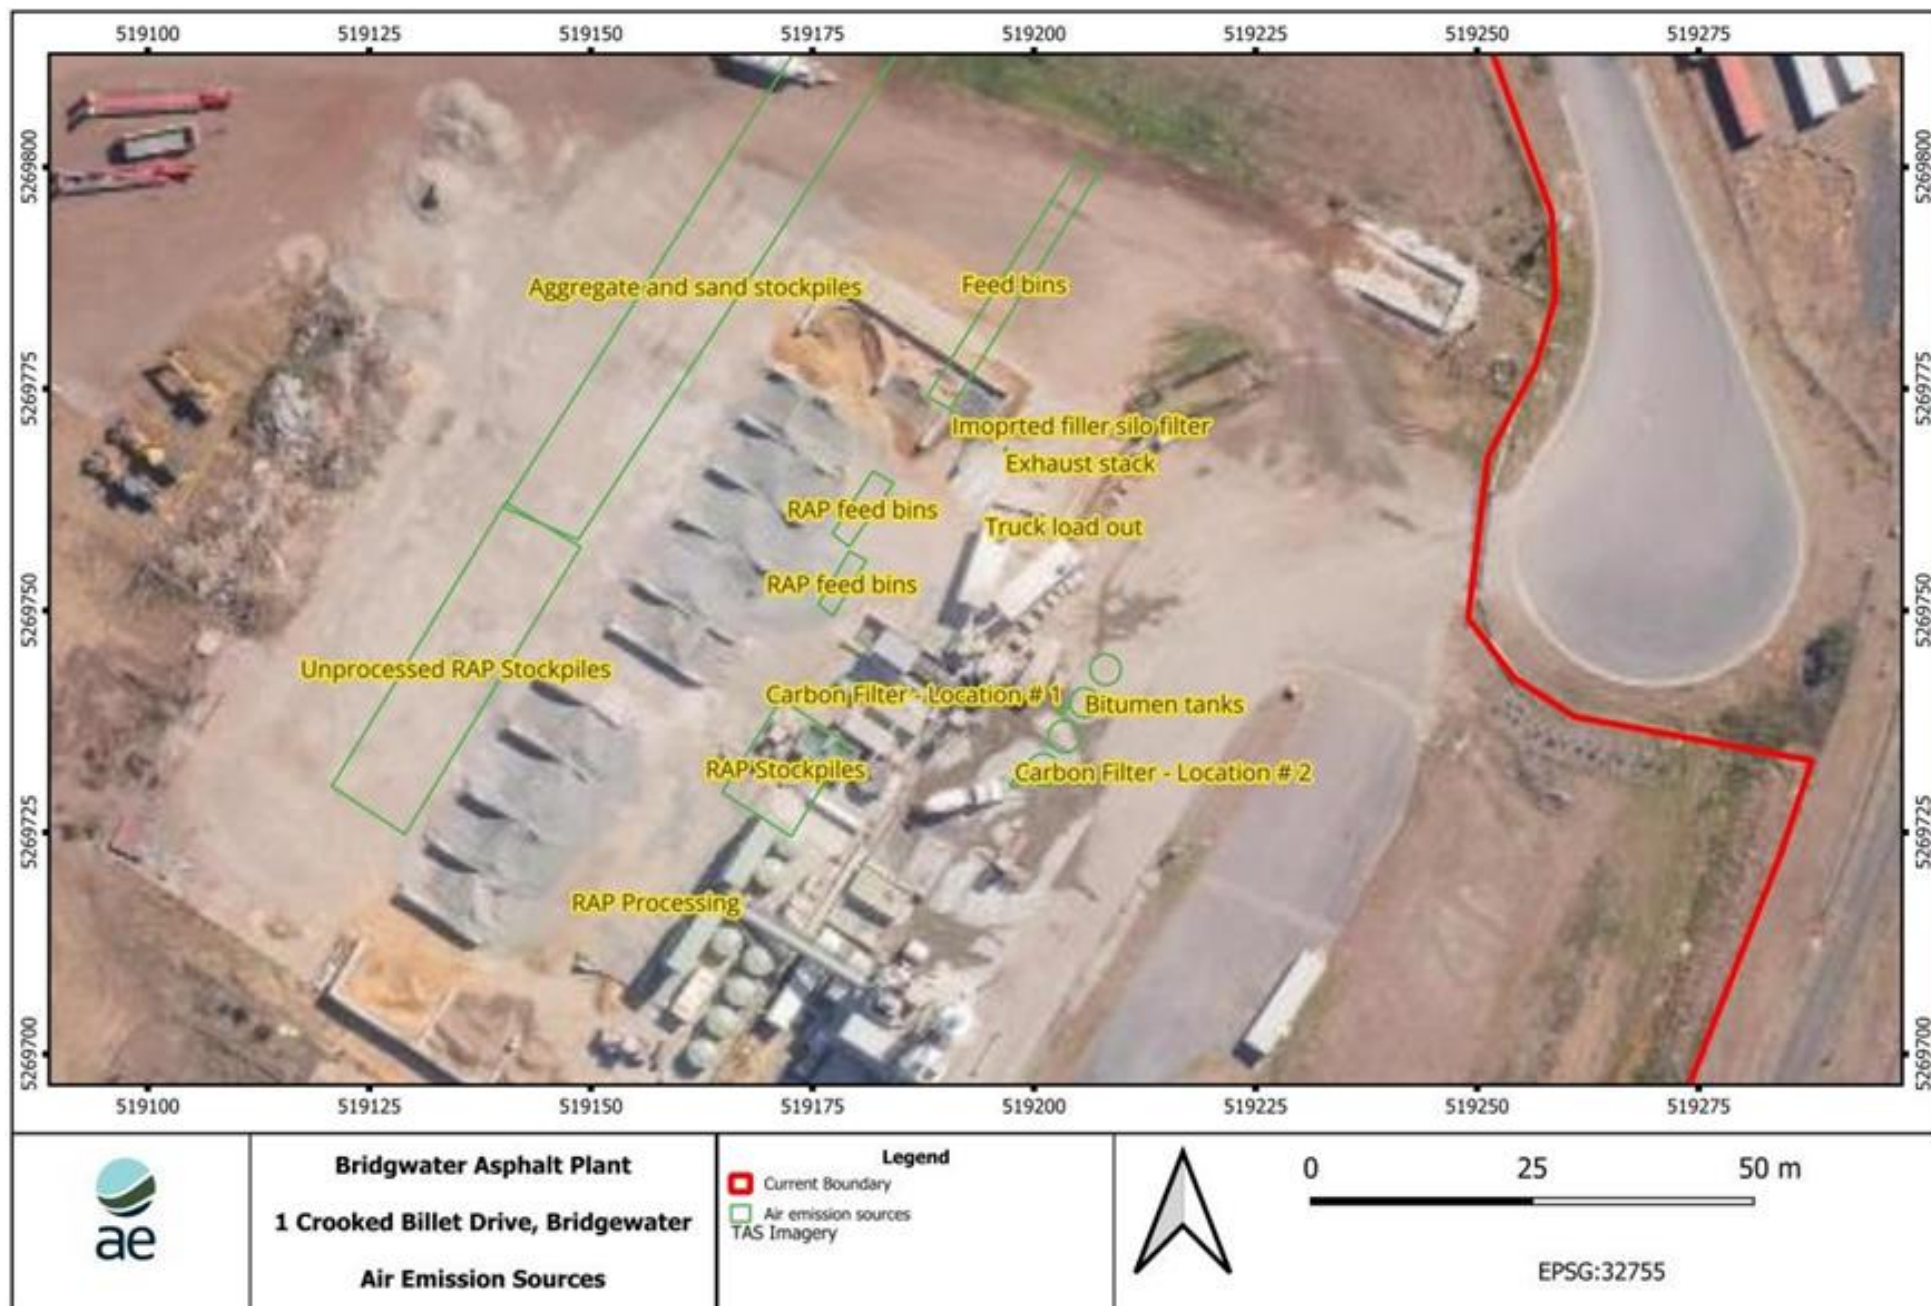 519100 519125 519150 519175 519200 519225 519250 519275
5269800
5269800
Aggregate and sand stockpiles
Feed bins
5269775
5269775
Imoprted filler silo filter
Exhaust stack
RAP feed bins
Truck load out
RAP feed bins
5269750
5269750
Unprocessed RAP Stockpiles
Carbon Filter - Location # 1
Bitumen tanks
RAP Stockpiles
Carbon Filter - Location # 2
5269725
5269725
RAP Processing
5269700
5269700
519100 519125 519150 519175 519200 519225 519250 519275
ae
Bridgwater Asphalt Plant
1 Crooked Billet Drive, Bridgewater
Air Emission Sources
Legend
Current Boundary
Air emission sources
TAS Imagery
0 25 50 m
EPSG:32755